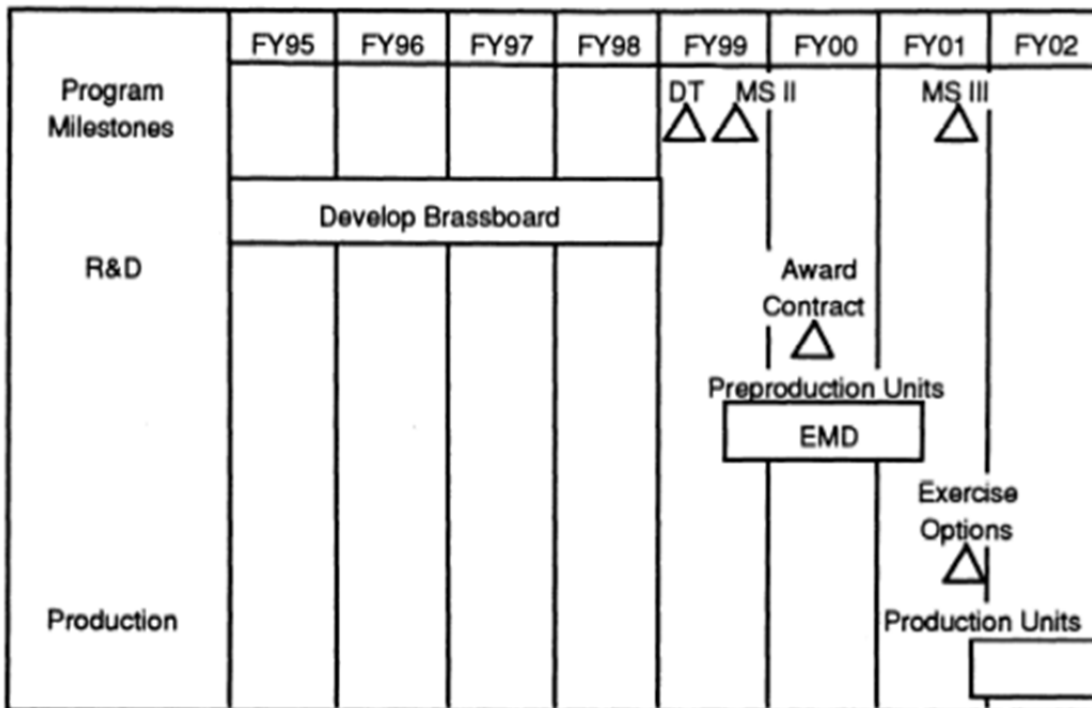 FY95 FY96 FY97 FY98 FY99 FY00 FY01 FY02
Program
Milestones
DT MS II MS III
Develop Brassboard
R&D
Award
Contract
Preproduction Units
EMD
Exercise
Options
Production
Production Units